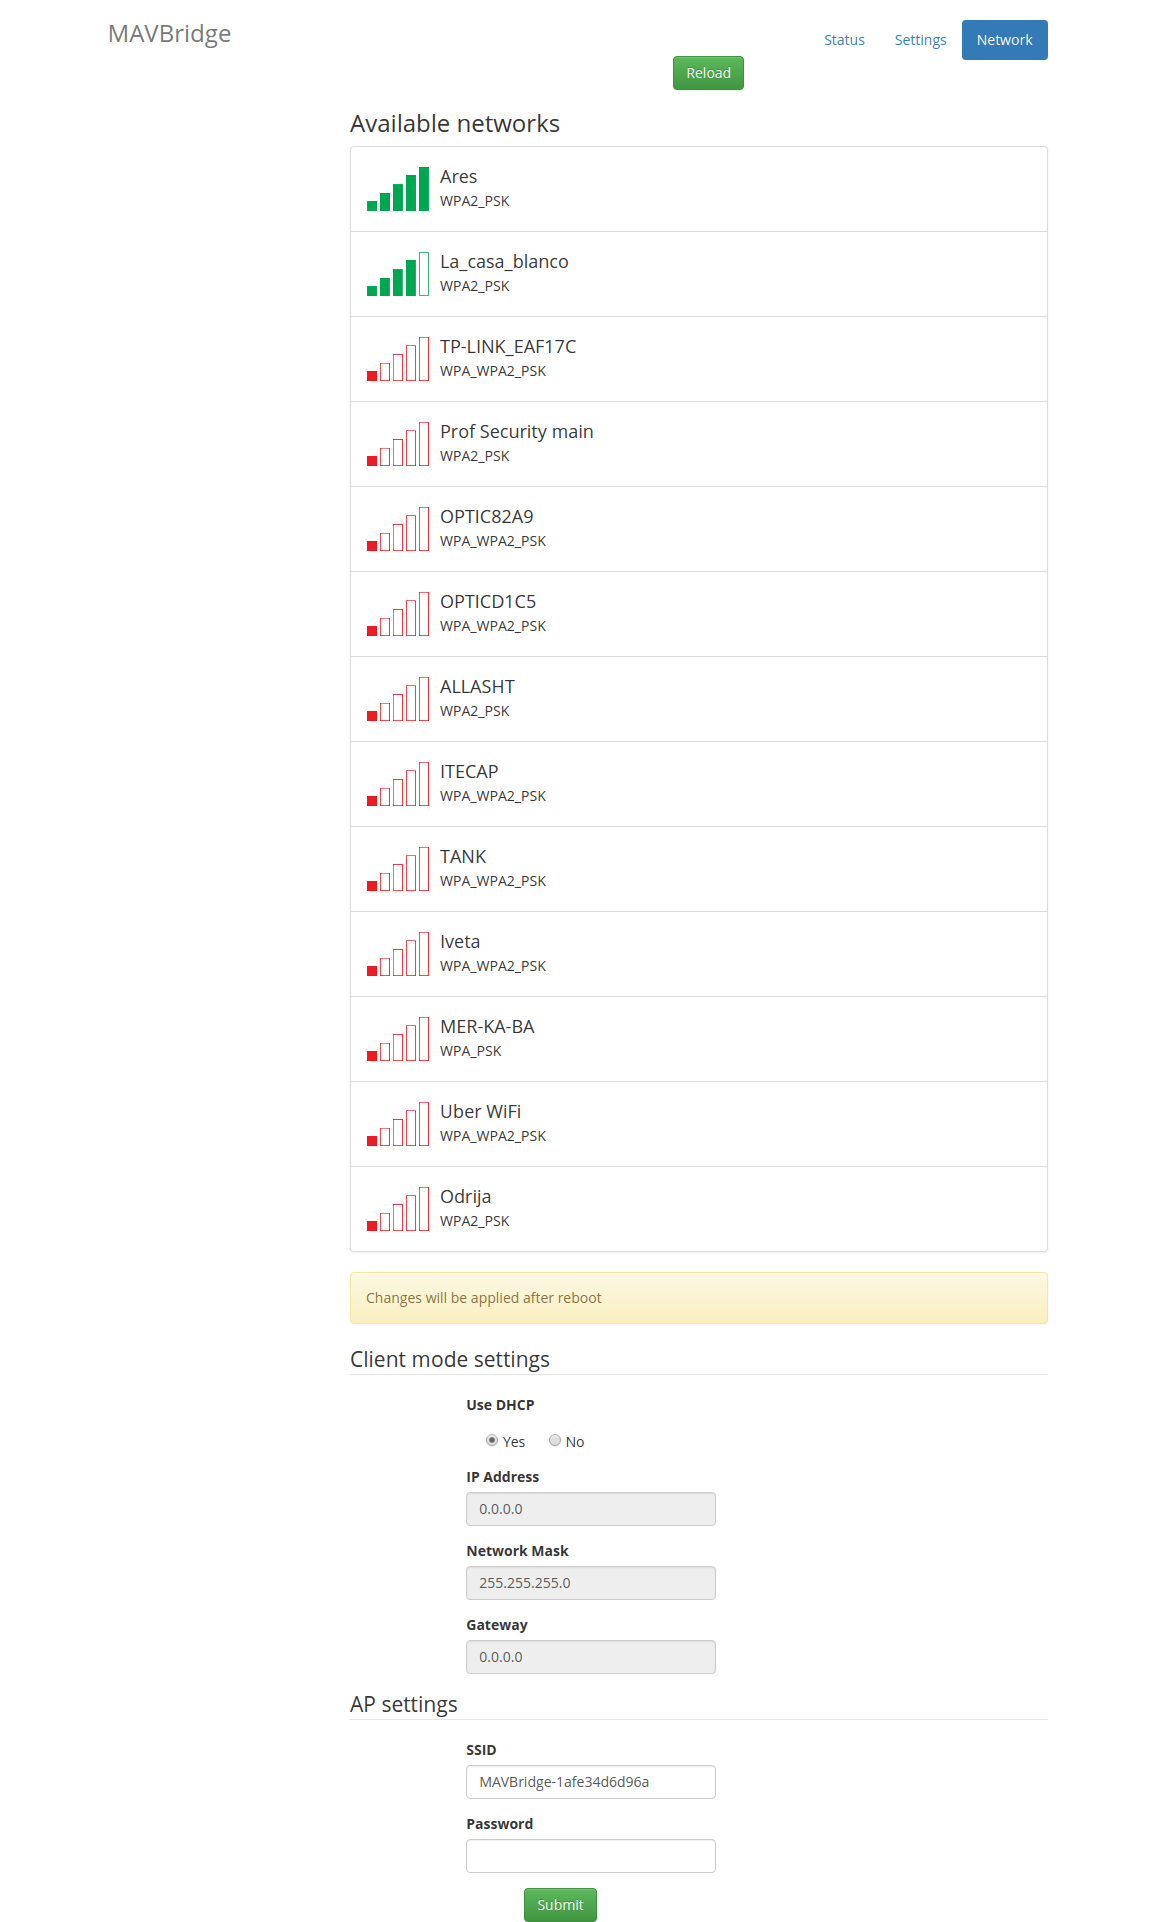 MAVBridge
Status Settings Network
Reload
Available networks
Ares
WPA2_PSK
La_casa_blanco
WPA2_PSK
TP-LINK_EAF17C
WPA_WPA2_PSK
Prof Security main
WPA2_PSK
OPTIC82A9
WPA_WPA2_PSK
OPTICD1C5
WPA_WPA2_PSK
ALLASHT
WPA2_PSK
ITECAP
WPA_WPA2_PSK
TANK
WPA_WPA2_PSK
Iveta
WPA_WPA2_PSK
MER-KA-BA
WPA_PSK
Uber WiFi
WPA_WPA2_PSK
Odrija
WPA2_PSK
Changes will be applied after reboot
Client mode settings
Use DHCP
Yes No
IP Address
0.0.0.0
Network Mask
255.255.255.0
Gateway
0.0.0.0
AP settings
SSID
MAVBridge-1afe34d6d96a
Password
Submit